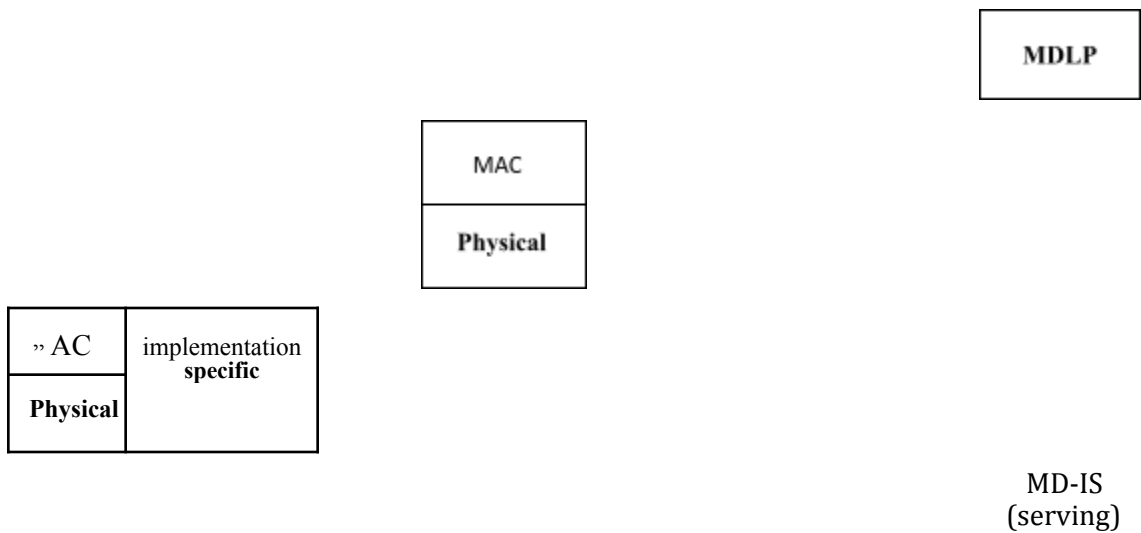 MDLP
MAC
Physical
” AC
implementation
specific
Physical
MD-IS
(serving)